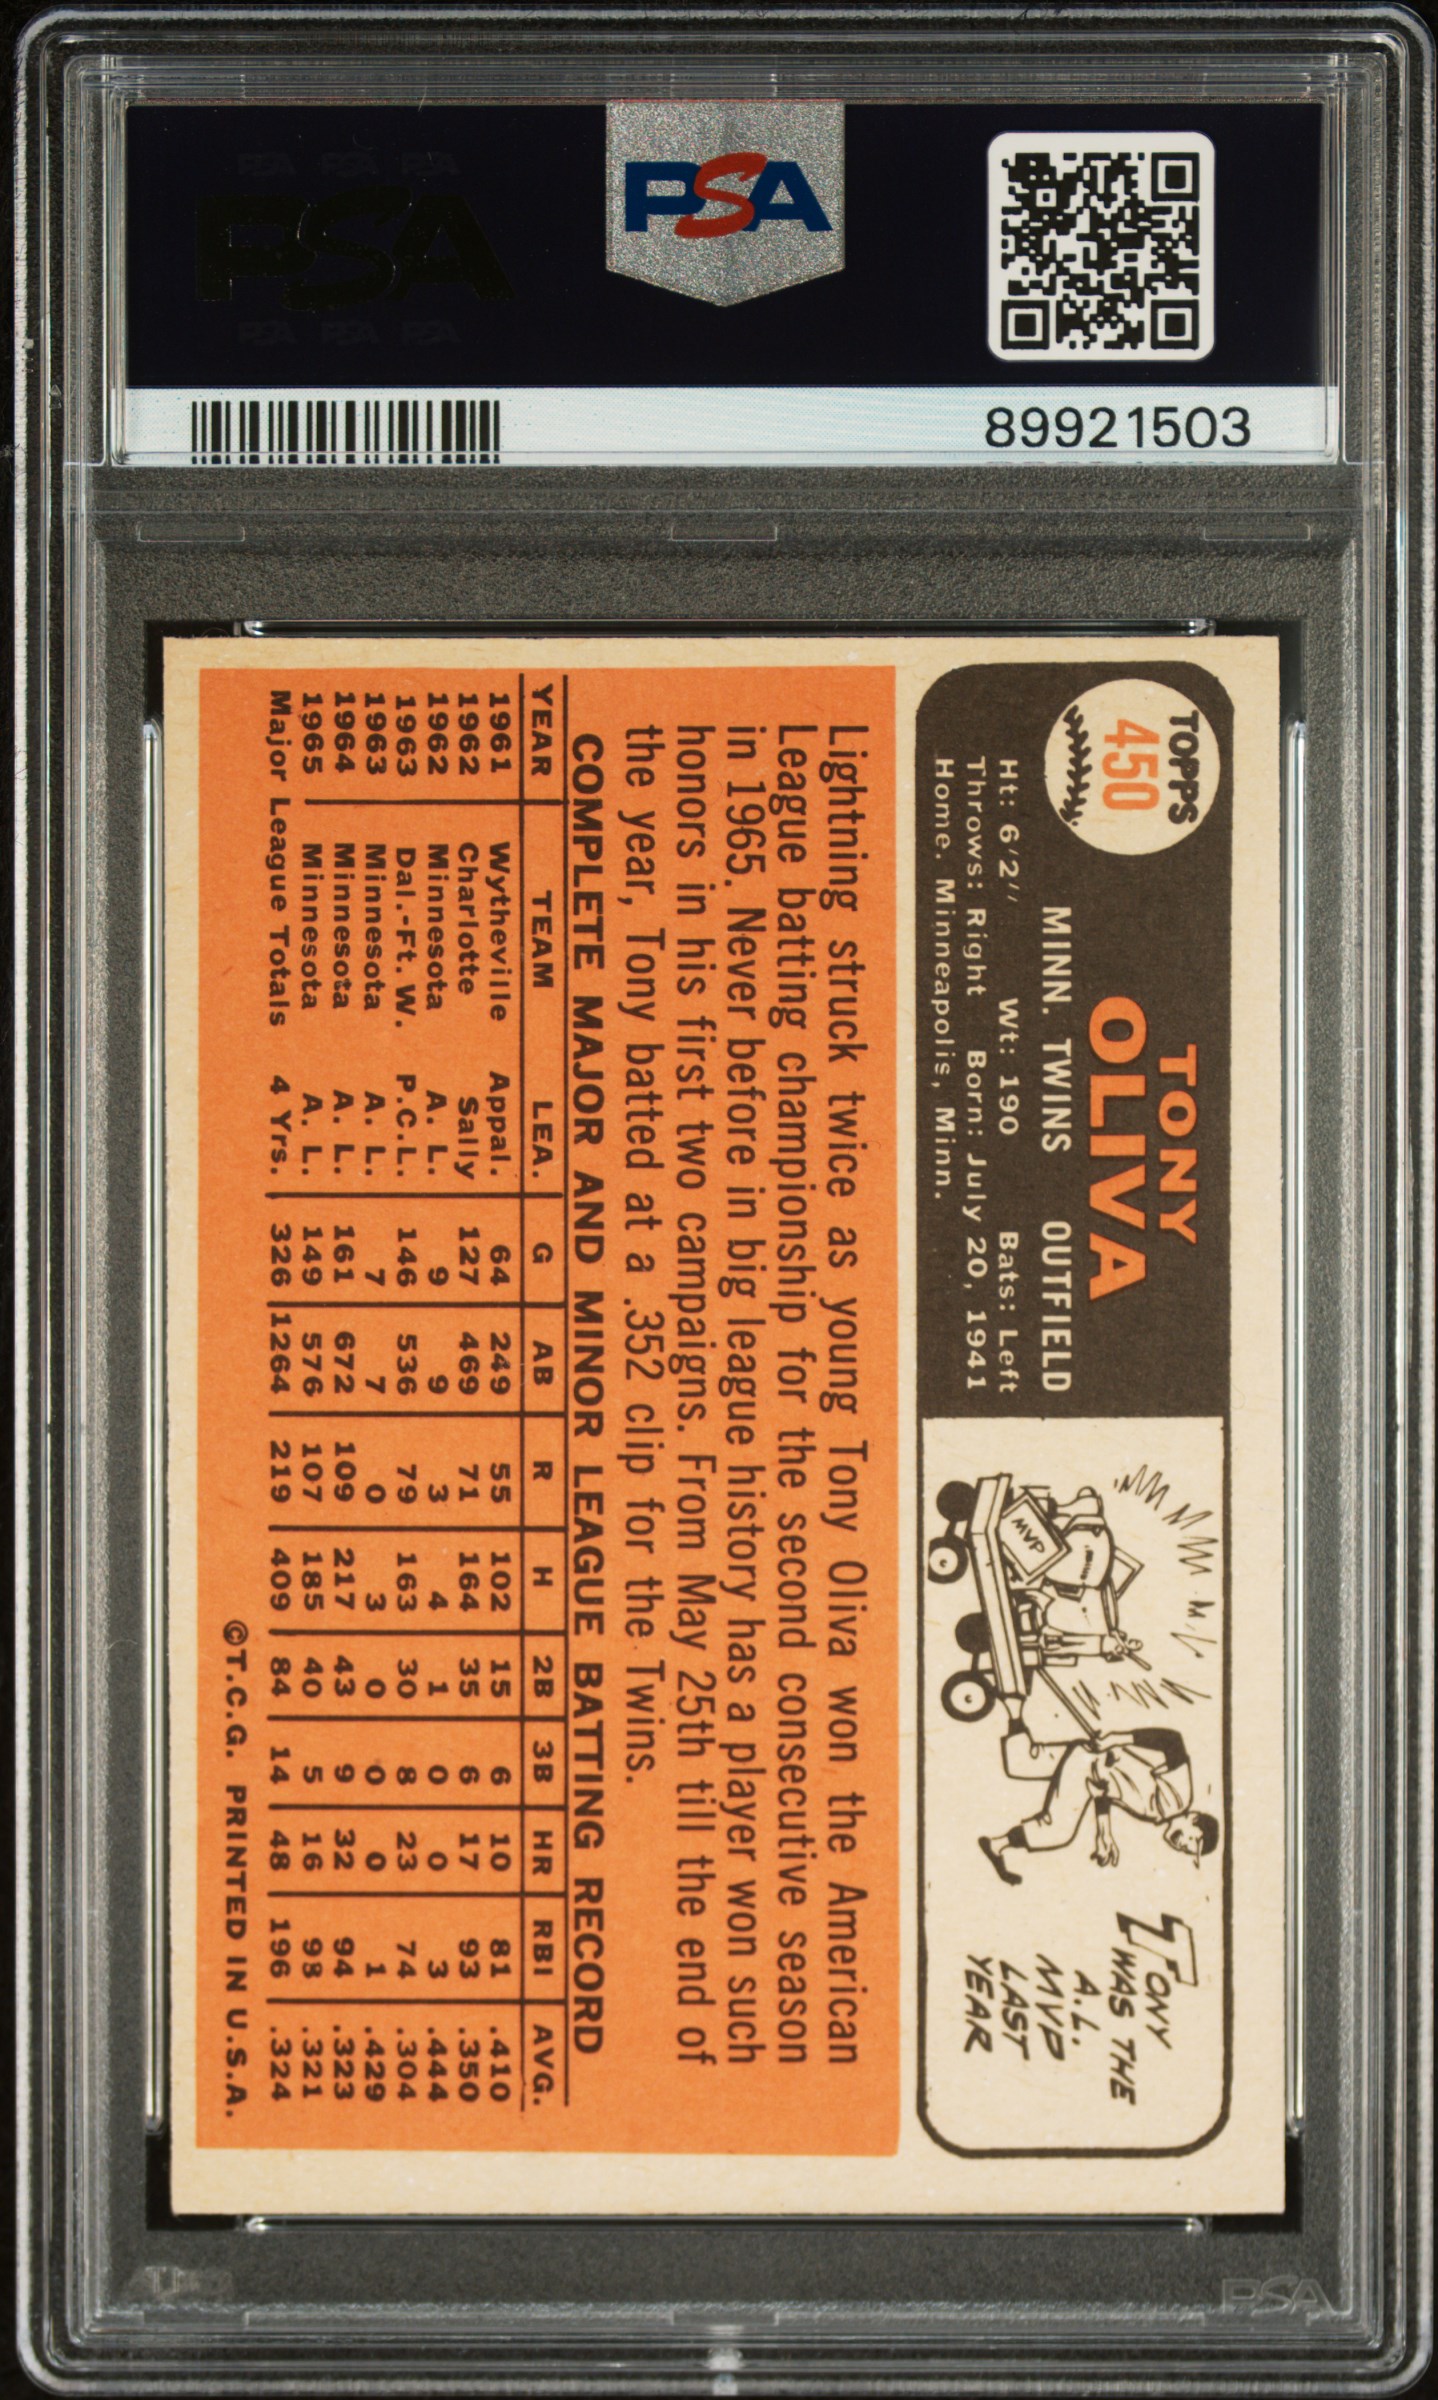 PSA
89921503
TOPPS
450
TONY
OLIVA
MINN. TWINS OUTFIELD
Ht: 6'2" Wt: 190 Bats: Left
Throws: Right Born: July 20, 1941
Home. Minneapolis, Minn.
MVP
TONY
WAS THE
A.L.
MVP
LAST
YEAR
Lightning struck twice as young Tony Oliva won the American
League batting championship for the second consecutive season
in 1965. Never before in big league history has a player won such
honors in his first two campaigns. From May 25th till the end of
the year, Tony batted at a .352 clip for the Twins.
COMPLETE MAJOR AND MINOR LEAGUE BATTING RECORD
YEAR TEAM LEA. G AB R H 2B 3B HR RBI AVG.
1961 Wytheville Appal. 64 249 55 102 15 6 10 81 .410
1962 Charlotte Sally 127 469 71 164 35 6 17 93 .350
1962 Minnesota A. L. 9 9 3 4 1 0 0 3 .444
1963 Dal.-Ft. W. P.C.L. 146 536 79 163 30 8 23 74 .304
1963 Minnesota A. L. 7 7 0 3 0 0 0 1 .429
1964 Minnesota A. L. 161 672 109 217 43 9 32 94 .323
1965 Minnesota A. L. 149 576 107 185 40 5 16 98 .321
Major League Totals 4 Yrs. 326 1264 219 409 84 14 48 196 .324
©T.C.G. PRINTED IN U.S.A.
PSA
PSA PSA PSA
PSA
PSA PSA PSA